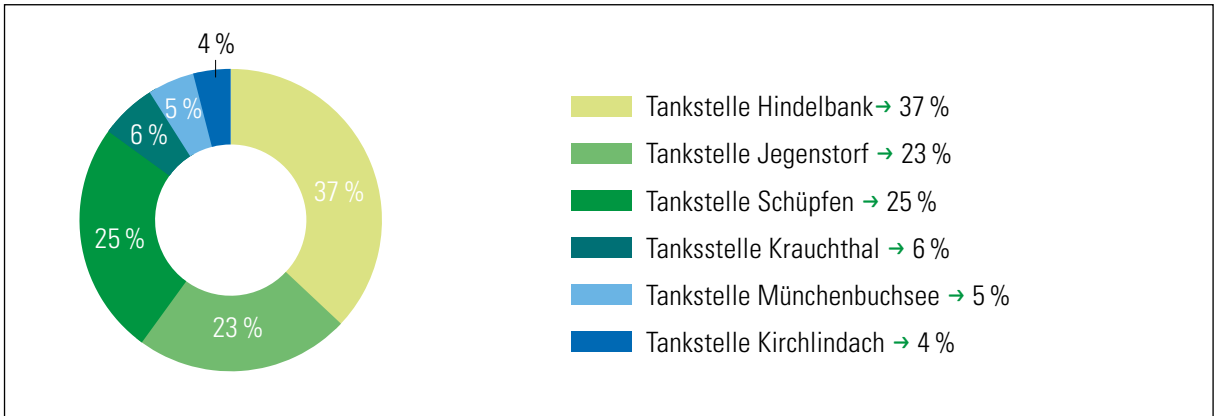 4 %
5 %
6 %
37 %
25 %
23 %
Tankstelle Hindelbank→ 37 %
Tankstelle Jegenstorf → 23 %
Tankstelle Schüpfen → 25 %
Tanksstelle Krauchthal → 6 %
Tankstelle Münchenbuchsee → 5 %
Tankstelle Kirchlindach → 4 %